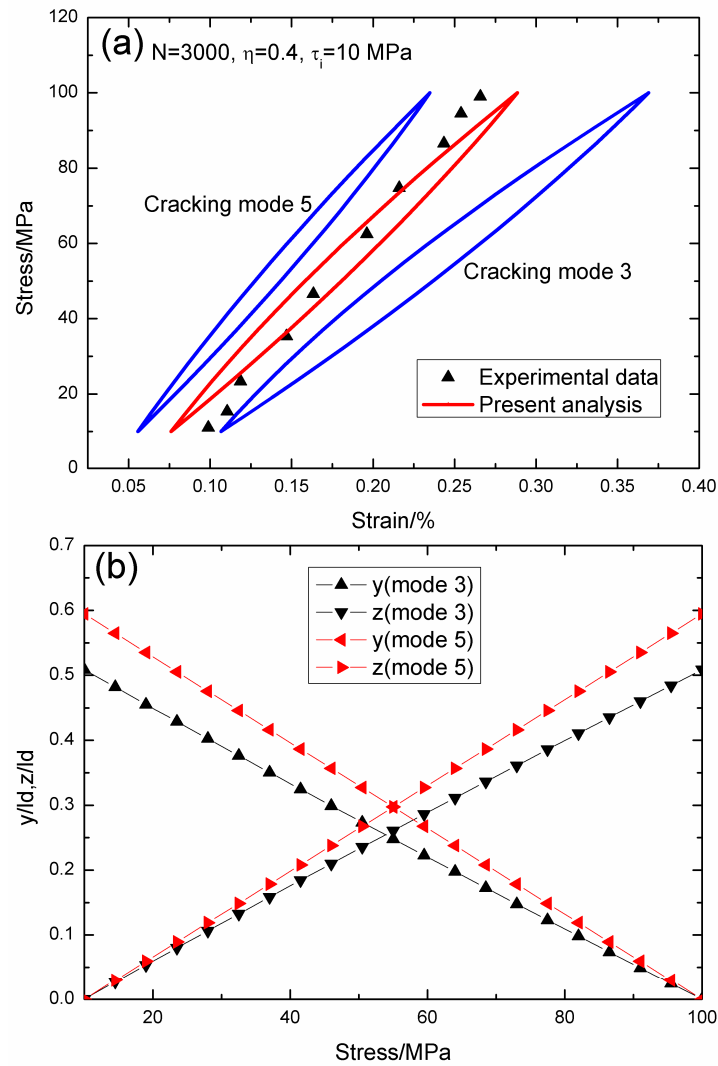 (a)
N=3000, η=0.4, τi=10 MPa
120
100
80
60
40
20
0
Stress/MPa
Cracking mode 5
Cracking mode 3
Experimental data
Present analysis
0.05 0.10 0.15 0.20 0.25 0.30 0.35 0.40
Strain/%
(b)
0.7
0.6
0.5
0.4
0.3
0.2
0.1
0.0
y/ld,z/ld
y(mode 3)
z(mode 3)
y(mode 5)
z(mode 5)
20 40 60 80 100
Stress/MPa